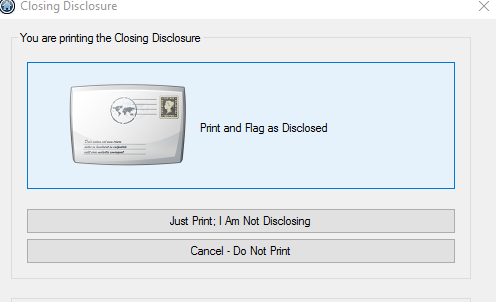 Closing Disclosure
You are printing the Closing Disclosure
Print and Flag as Disclosed
Just Print; I Am Not Disclosing
Cancel - Do Not Print